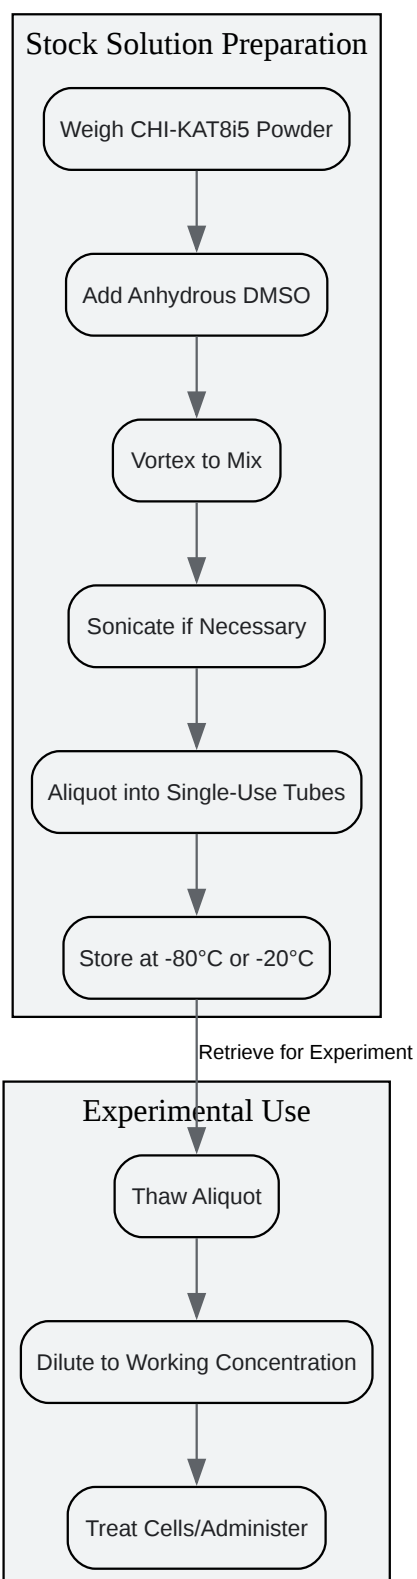 Stock Solution Preparation
Weigh CHI-KAT8i5 Powder
Add Anhydrous DMSO
Vortex to Mix
Sonicate if Necessary
Aliquot into Single-Use Tubes
Store at -80°C or -20°C
Retrieve for Experiment
Experimental Use
Thaw Aliquot
Dilute to Working Concentration
Treat Cells/Administer